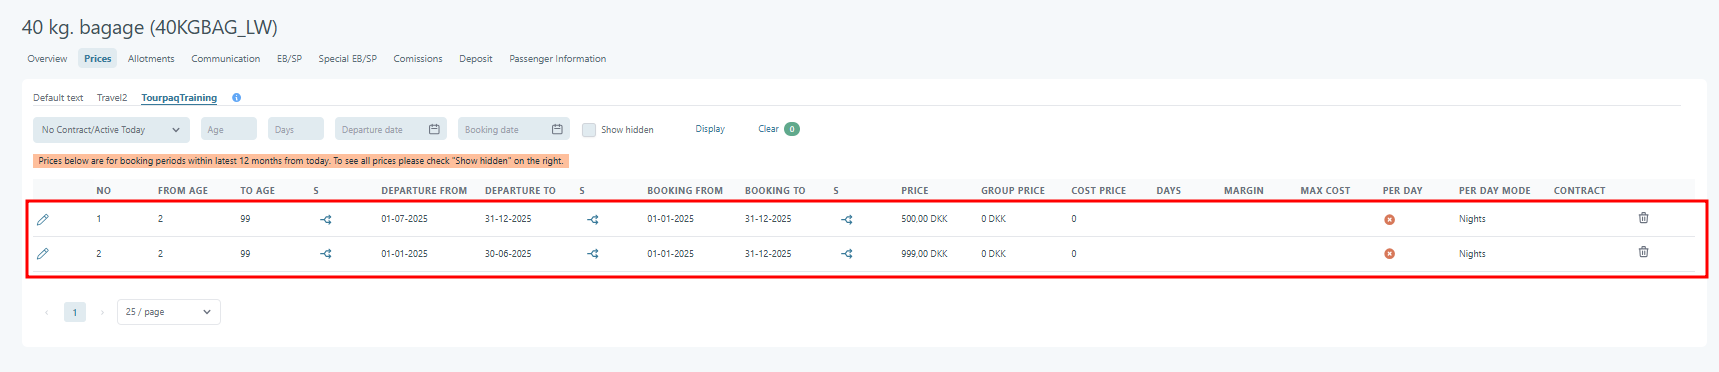 40 kg. bagage (40KGBAG_LW)
Overview Prices Allotments Communication EB/SP Special EB/SP Comissions Deposit Passenger Information
Default text Travel2 TourpaqTraining
No Contract/Active Today Age Days Departure date Booking date Show hidden Display Clear 0
Prices below are for booking periods within latest 12 months from today. To see all prices please check "Show hidden" on the right.
NO FROM AGE TO AGE S DEPARTURE FROM DEPARTURE TO S BOOKING FROM BOOKING TO S PRICE GROUP PRICE COST PRICE DAYS MARGIN MAX COST PER DAY PER DAY MODE CONTRACT
1 2 99 01-07-2025 31-12-2025 01-01-2025 31-12-2025 500,00 DKK 0 DKK 0 Nights
2 2 99 01-01-2025 30-06-2025 01-01-2025 31-12-2025 999,00 DKK 0 DKK 0 Nights
1 25 / page